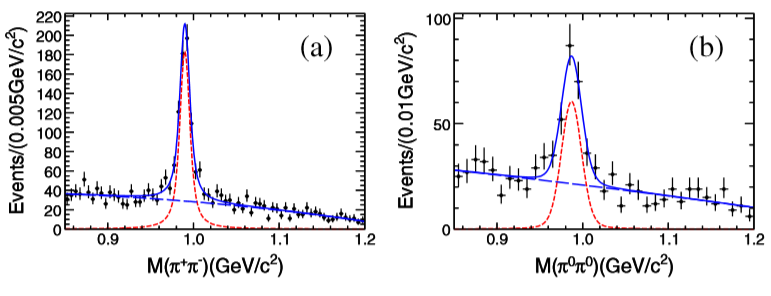 220
200
180
160
140
120
100
80
60
40
20
0
Events/(0.005GeV/c²)
(a)
0.9 1.0 1.1 1.2
M(π⁺π⁻)(GeV/c²)
100
50
0
Events/(0.01GeV/c²)
(b)
0.9 1.0 1.1 1.2
M(π⁰π⁰)(GeV/c²)